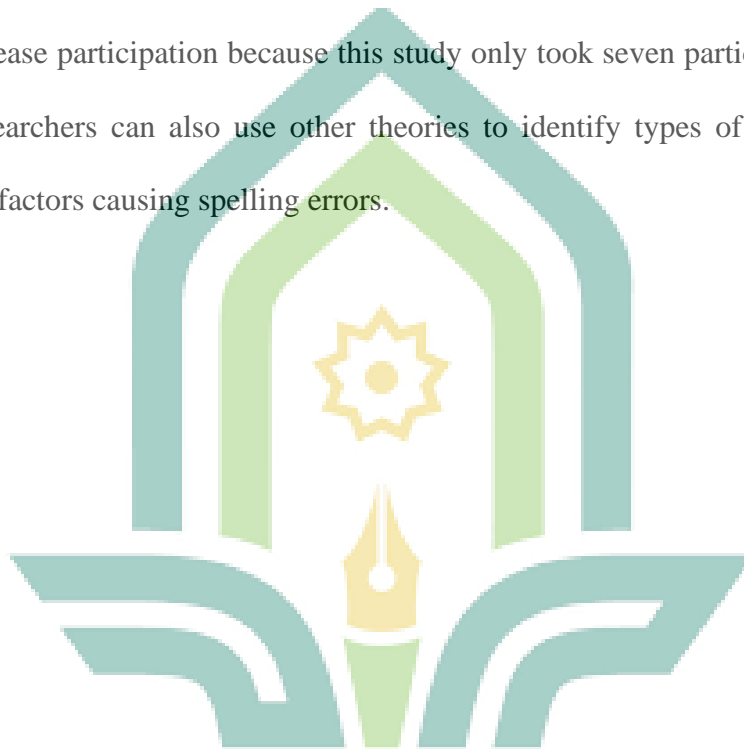 ease participation because this study only took seven partic
earchers can also use other theories to identify types of
factors causing spelling errors.